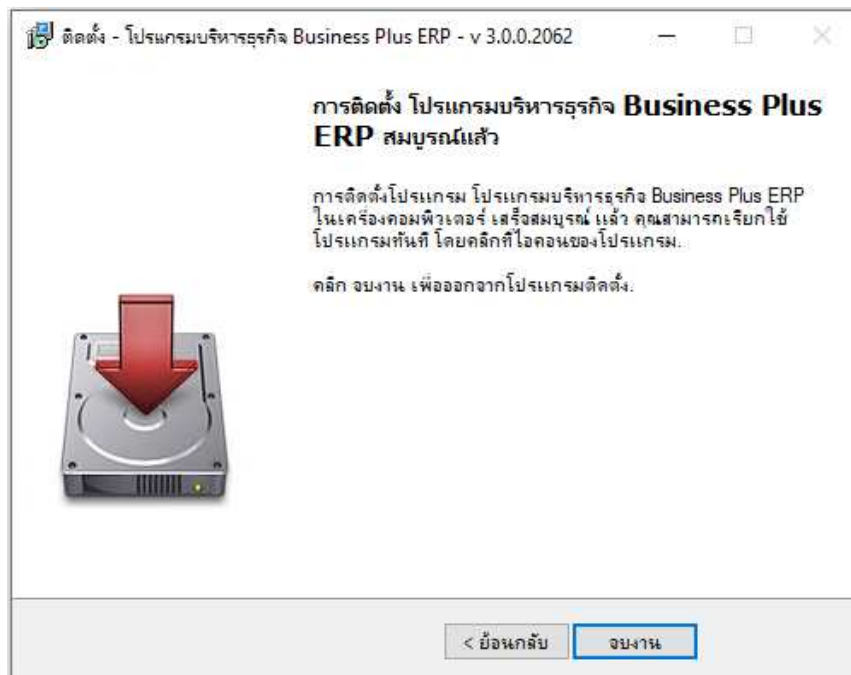 ติดตั้ง - โปรแกรมบริหารธุรกิจ Business Plus ERP - v 3.0.0.2062
การติดตั้ง โปรแกรมบริหารธุรกิจ Business Plus
ERP สมบูรณ์แล้ว
การติดตั้งโปรแกรม โปรแกรมบริหารธุรกิจ Business Plus ERP
ในเครื่องคอมพิวเตอร์ เสร็จสมบูรณ์ แล้ว คุณสามารถเรียกใช้
โปรแกรมทันที โดยคลิกที่ไอคอนของโปรแกรม.
คลิก จบงาน เพื่อออกจากโปรแกรมติดตั้ง.
< ย้อนกลับ
จบงาน